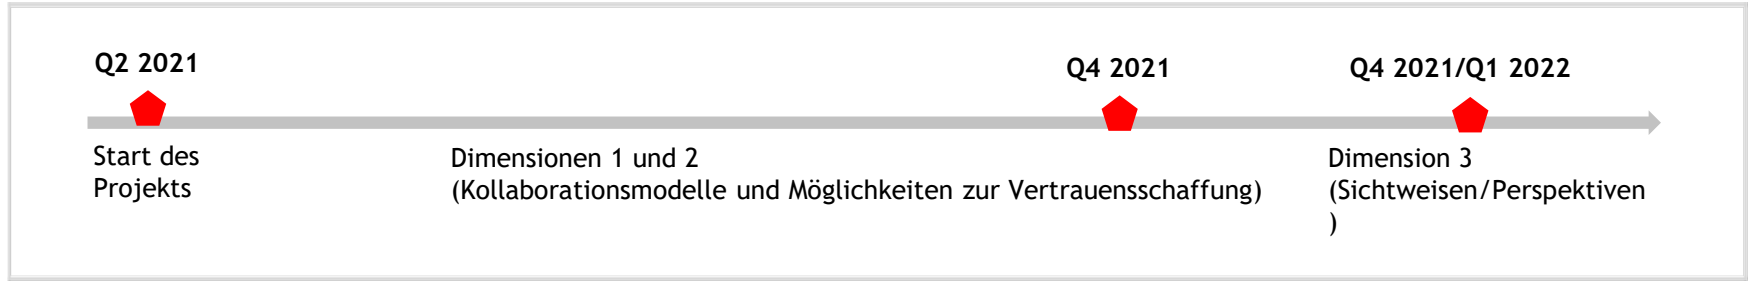 Q2 2021
Q4 2021
Q4 2021/Q1 2022
Start des
Projekts
Dimensionen 1 und 2
(Kollaborationsmodelle und Möglichkeiten zur Vertrauensschaffung)
Dimension 3
(Sichtweisen/Perspektiven
)